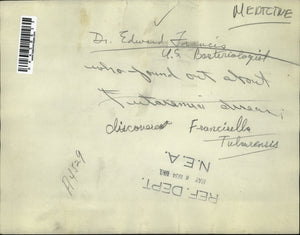 MEDICINE
Dr. Edward Francis
U.S. Bacteriologist
who found out about
Tularemia disease;
discovered Francisella
Tularensis
REF. DEPT.
N.E.A.